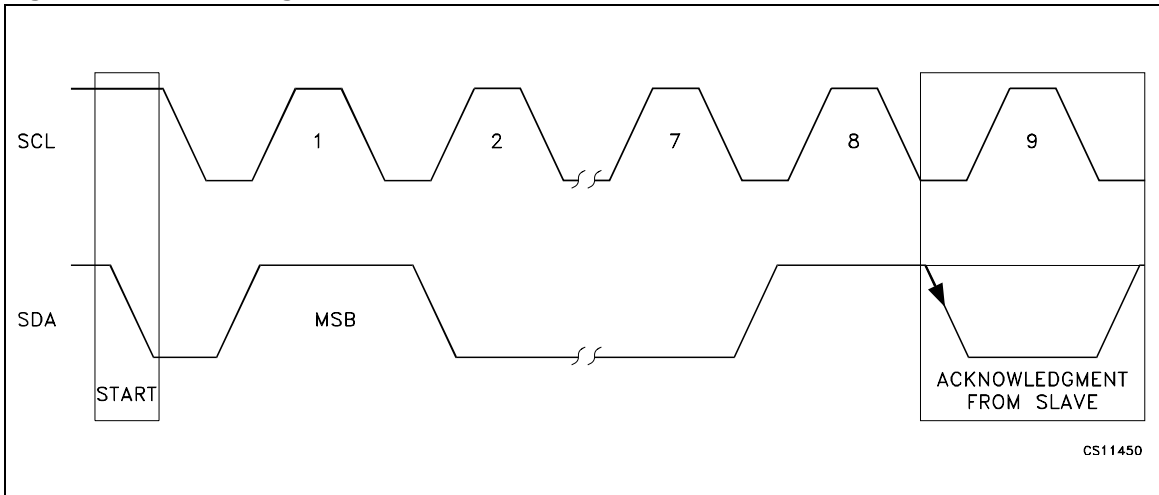 SCL
1
2
7
8
9
SDA
MSB
START
ACKNOWLEDGMENT
FROM SLAVE
CS11450